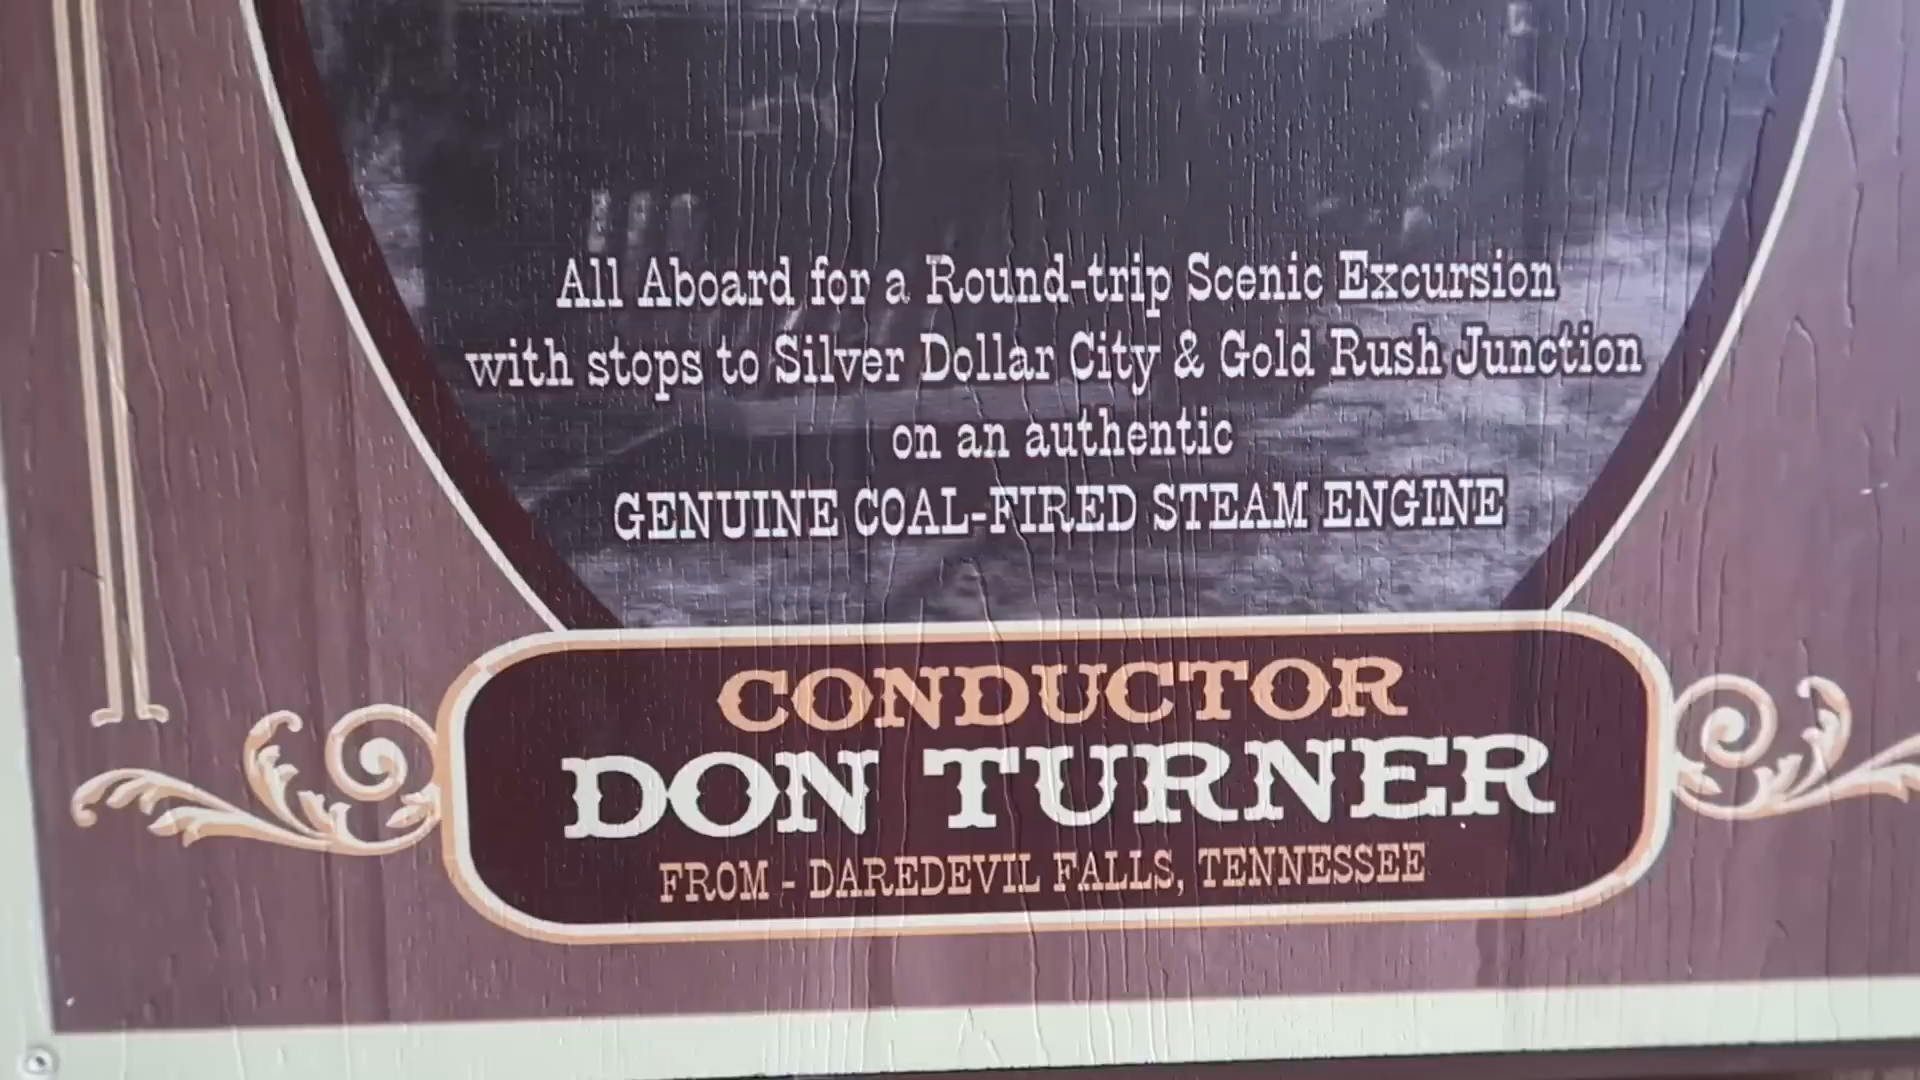 All Aboard for a Round-trip Scenic Excursion
with stops to Silver Dollar City & Gold Rush Junction
on an authentic
GENUINE COAL-FIRED STEAM ENGINE
CONDUCTOR
DON TURNER
FROM - DAREDEVIL FALLS, TENNESSEE